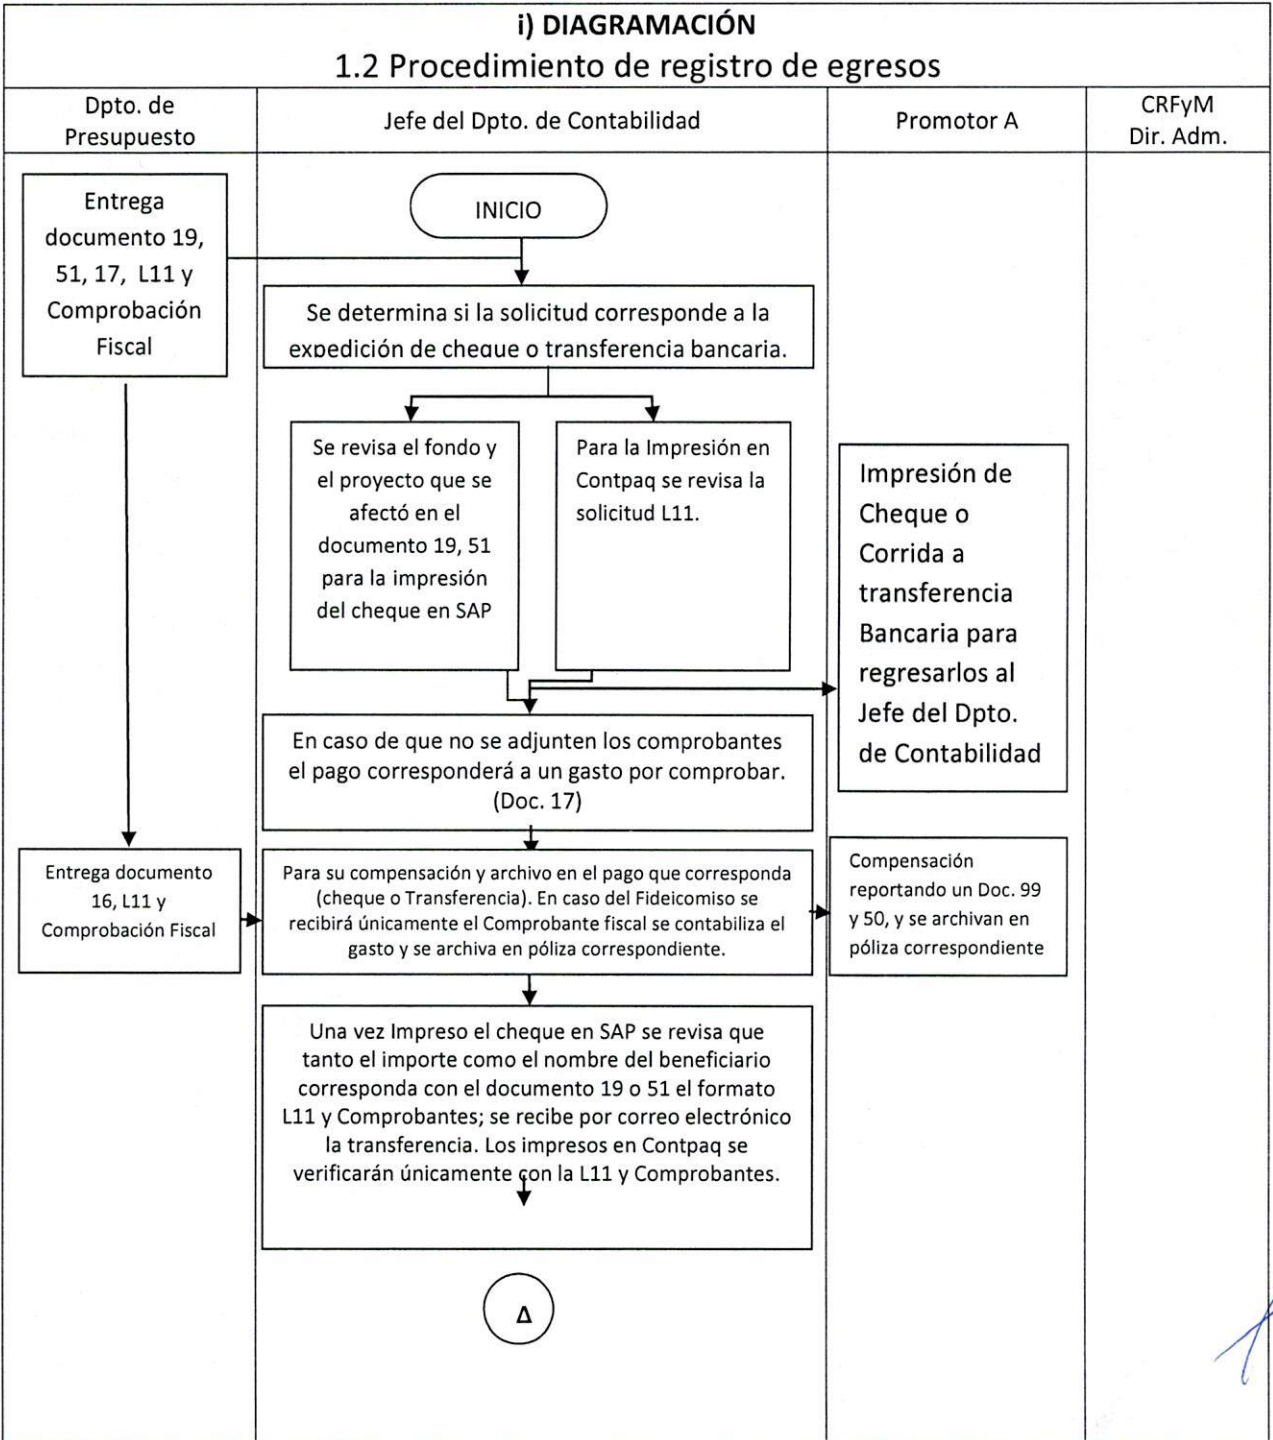 i) DIAGRAMACIÓN
1.2 Procedimiento de registro de egresos
Dpto. de
Presupuesto
Jefe del Dpto. de Contabilidad
Promotor A
CRFyM
Dir. Adm.
Entrega
documento 19,
51, 17, L11 y
Comprobación
Fiscal
INICIO
Se determina si la solicitud corresponde a la
expedición de cheque o transferencia bancaria.
Se revisa el fondo y
el proyecto que se
afectó en el
documento 19, 51
para la impresión
del cheque en SAP
Para la Impresión en
Contpaq se revisa la
solicitud L11.
Impresión de
Cheque o
Corrida a
transferencia
Bancaria para
regresarlos al
Jefe del Dpto.
de Contabilidad
En caso de que no se adjunten los comprobantes
el pago corresponderá a un gasto por comprobar.
(Doc. 17)
Entrega documento
16, L11 y
Comprobación Fiscal
Para su compensación y archivo en el pago que corresponda
(cheque o Transferencia). En caso del Fideicomiso se
recibirá únicamente el Comprobante fiscal se contabiliza el
gasto y se archiva en póliza correspondiente.
Compensación
reportando un Doc. 99
y 50, y se archivan en
póliza correspondiente
Una vez Impreso el cheque en SAP se revisa que
tanto el importe como el nombre del beneficiario
corresponda con el documento 19 o 51 el formato
L11 y Comprobantes; se recibe por correo electrónico
la transferencia. Los impresos en Contpaq se
verificarán únicamente con la L11 y Comprobantes.
Δ